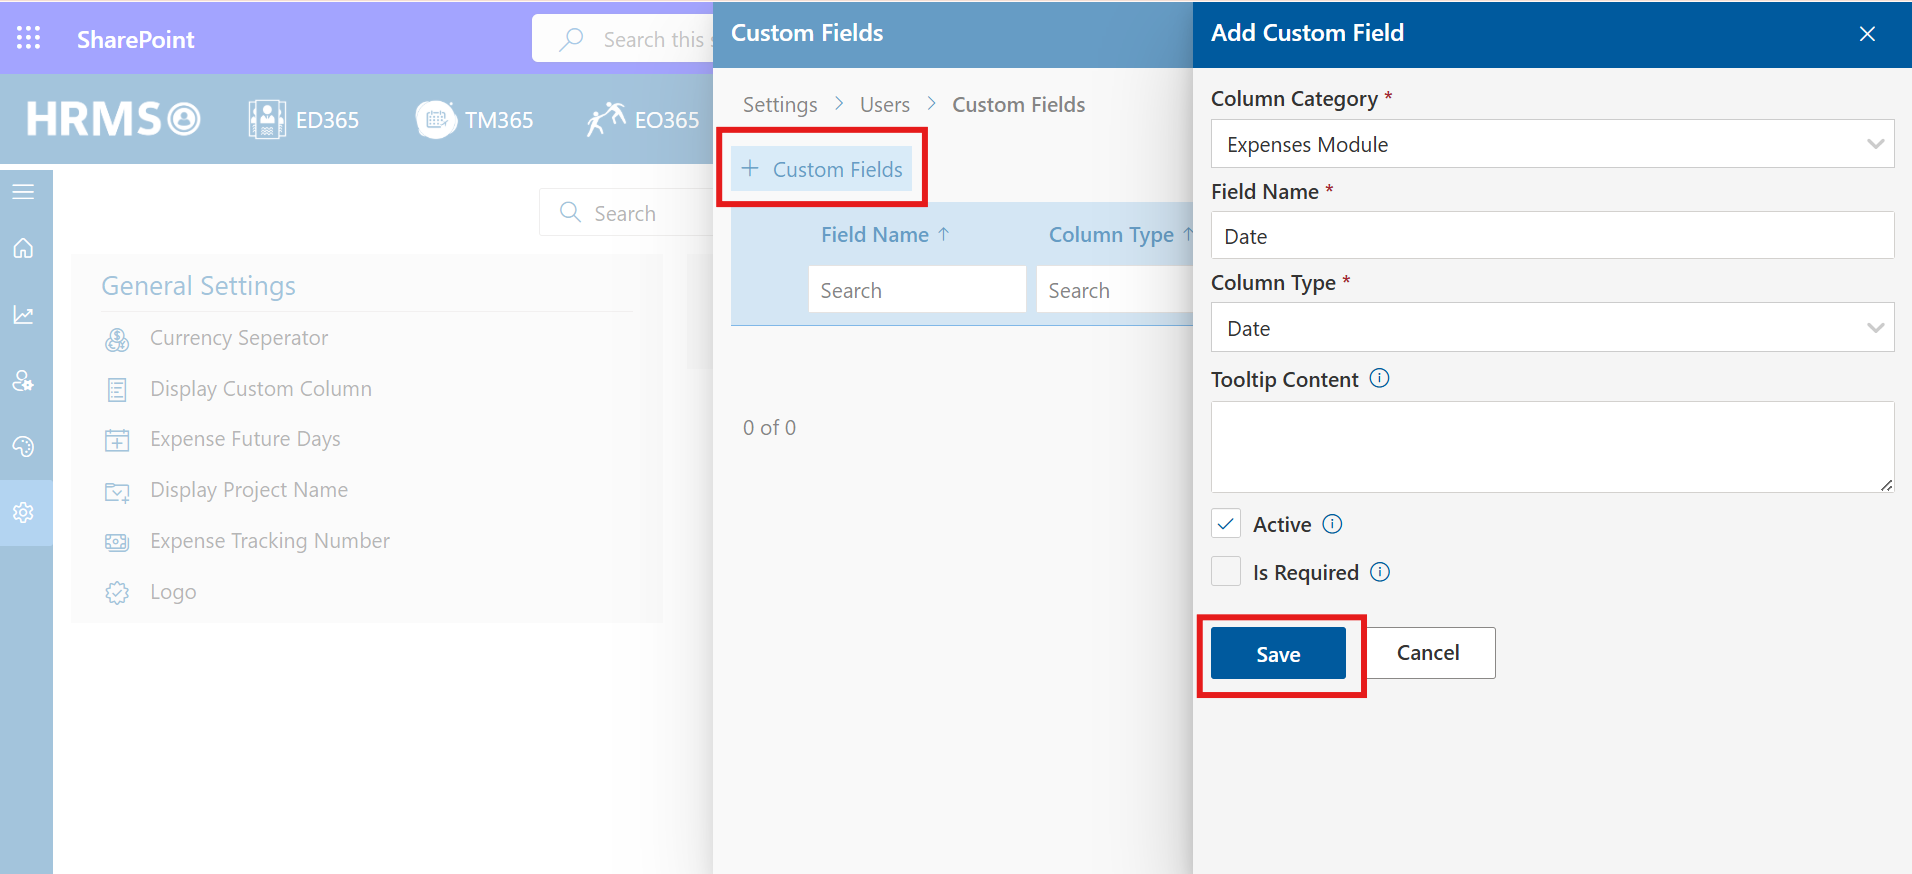 SharePoint
Search this s
HRMS
ED365
TM365
EO365
Search
General Settings
Currency Seperator
Display Custom Column
Expense Future Days
Display Project Name
Expense Tracking Number
Logo
Custom Fields
Settings > Users > Custom Fields
+ Custom Fields
Field Name ↑ Column Type ↑
Search Search
0 of 0
Add Custom Field
Column Category *
Expenses Module
Field Name *
Date
Column Type *
Date
Tooltip Content
Active
Is Required
Save Cancel